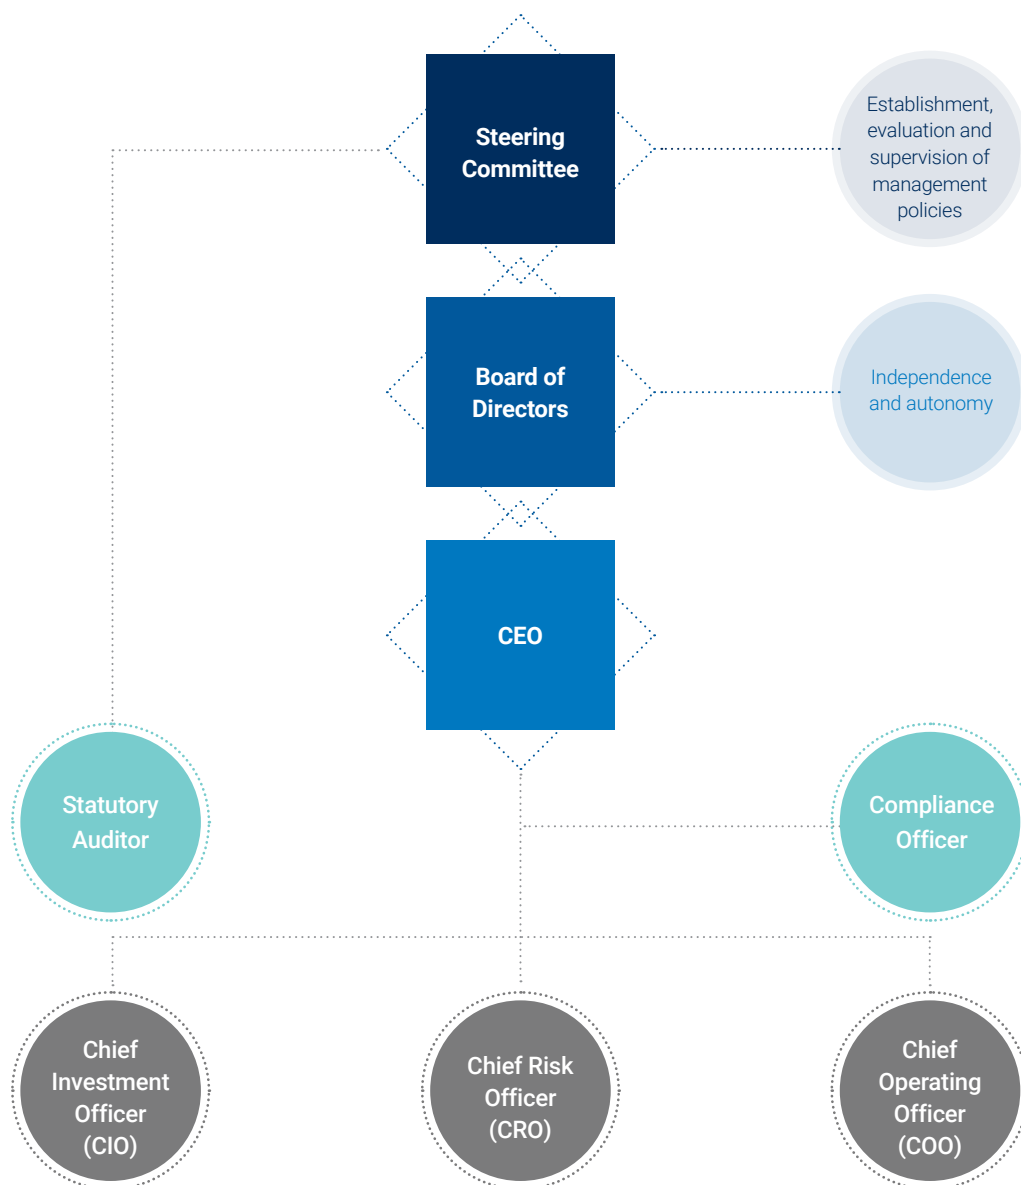 Steering
Committee
Establishment,
evaluation and
supervision of
management
policies
Board of
Directors
Independence
and autonomy
CEO
Statutory
Auditor
Compliance
Officer
Chief
Investment
Officer
(CIO)
Chief Risk
Officer
(CRO)
Chief
Operating
Officer
(COO)